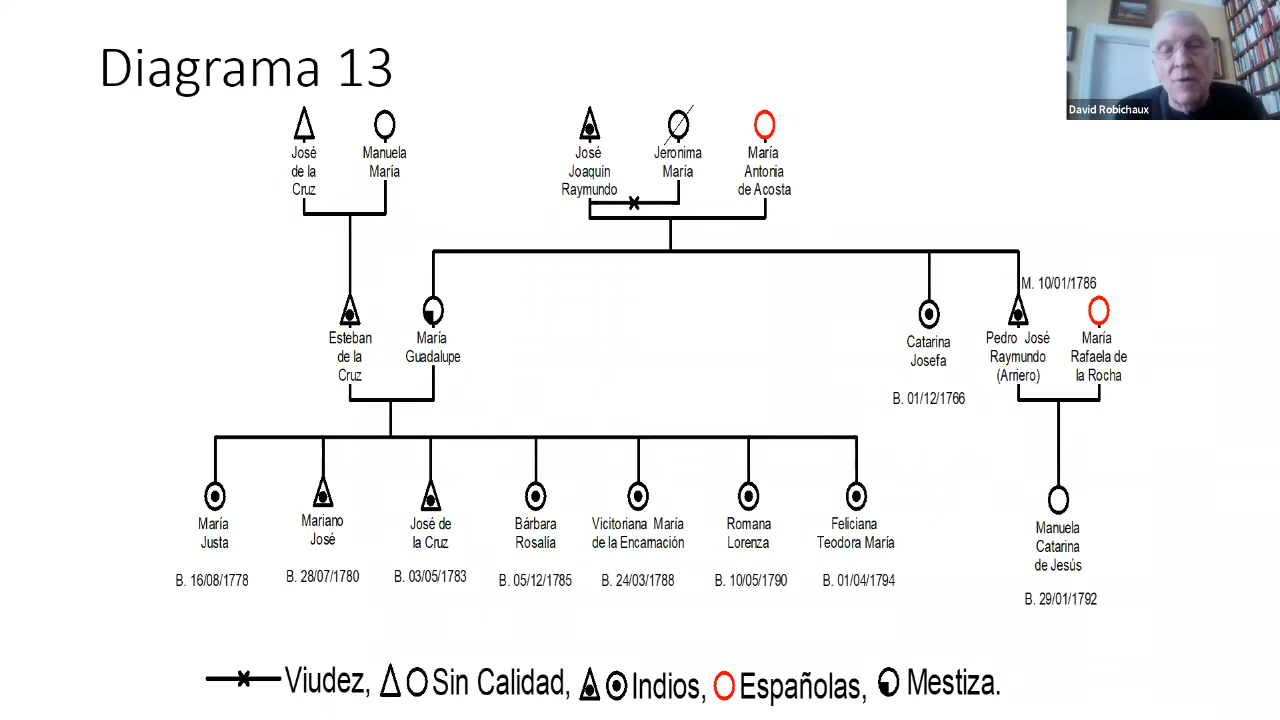 Diagrama 13
David Robichaux
José
de la
Cruz
Manuela
María
José
Joaquín
Raymundo
Jeronima
María
María
Antonia
de Acosta
M. 10/01/1786
Esteban
de la
Cruz
María
Guadalupe
Catarina
Josefa
B. 01/12/1766
Pedro José
Raymundo
(Arriero)
María
Rafaela de
la Rocha
María
Justa
B. 16/08/1778
Mariano
José
B. 28/07/1780
José de
la Cruz
B. 03/05/1783
Bárbara
Rosalía
B. 05/12/1785
Vicitoriana María
de la Encarnación
B. 24/03/1788
Romana
Lorenza
B. 10/05/1790
Feliciana
Teodora María
B. 01/04/1794
Manuela
Catarina
de Jesús
B. 29/01/1792
Viudez, Sin Calidad, Indios, Españolas, Mestiza.